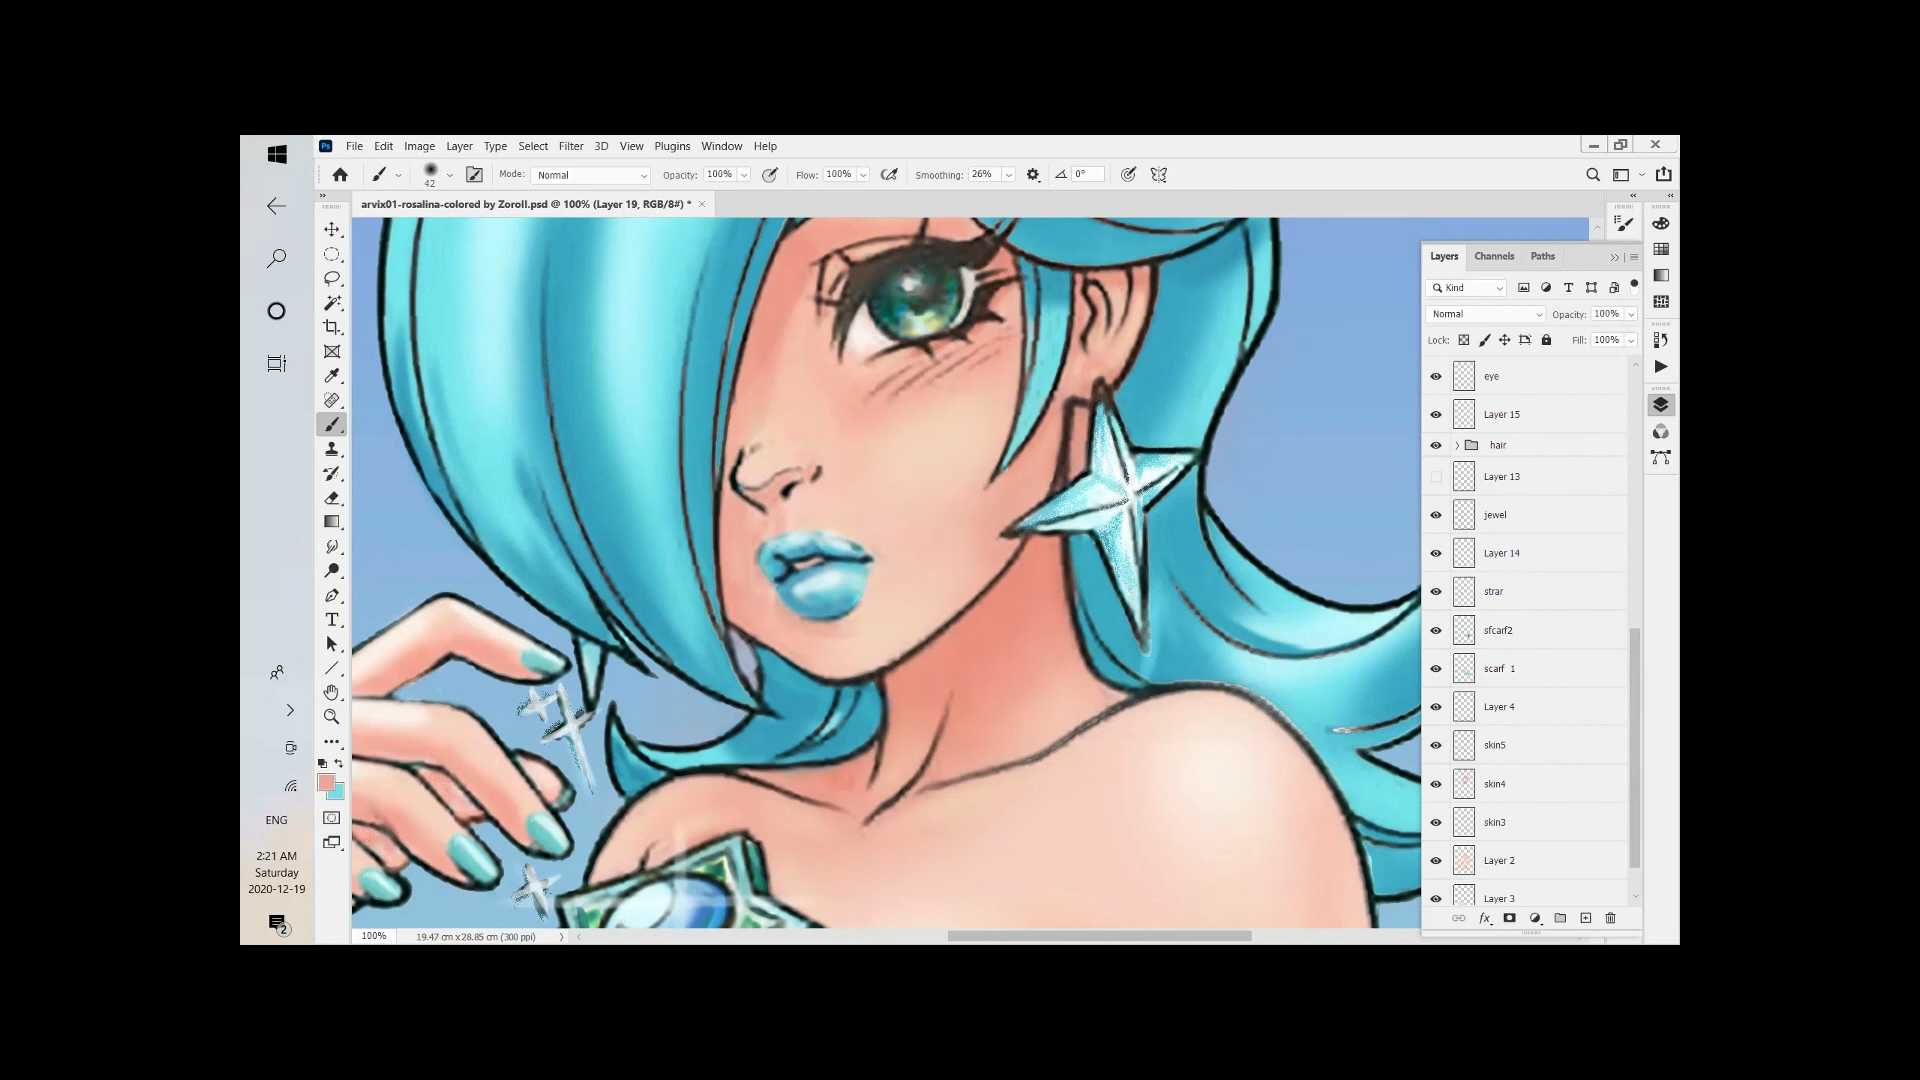 Ps File Edit Image Layer Type Select Filter 3D View Plugins Window Help
42 Mode: Normal Opacity: 100% Flow: 100% Smoothing: 26% 0°
arvix01-rosalina-colored by Zoroll.psd @ 100% (Layer 19, RGB/8#) *
Layers Channels Paths
Kind
Normal Opacity: 100%
Lock: Fill: 100%
eye
Layer 15
hair
Layer 13
jewel
Layer 14
strar
sfcarf2
scarf 1
Layer 4
skin5
skin4
skin3
Layer 2
Layer 3
fx
ENG
2:21 AM
Saturday
2020-12-19
2
100% 19.47 cm x 28.85 cm (300 ppi)